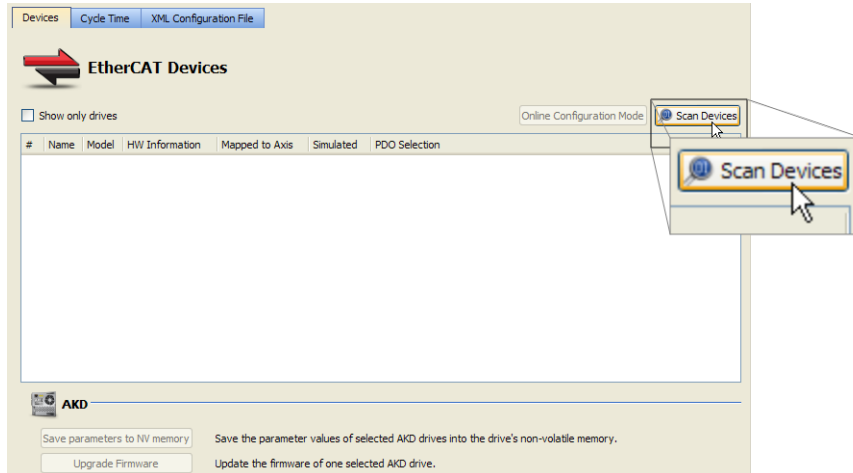 Devices Cycle Time XML Configuration File
EtherCAT Devices
Show only drives Online Configuration Mode Scan Devices
# Name Model HW Information Mapped to Axis Simulated PDO Selection
Scan Devices
AKD
Save parameters to NV memory Save the parameter values of selected AKD drives into the drive's non-volatile memory.
Upgrade Firmware Update the firmware of one selected AKD drive.